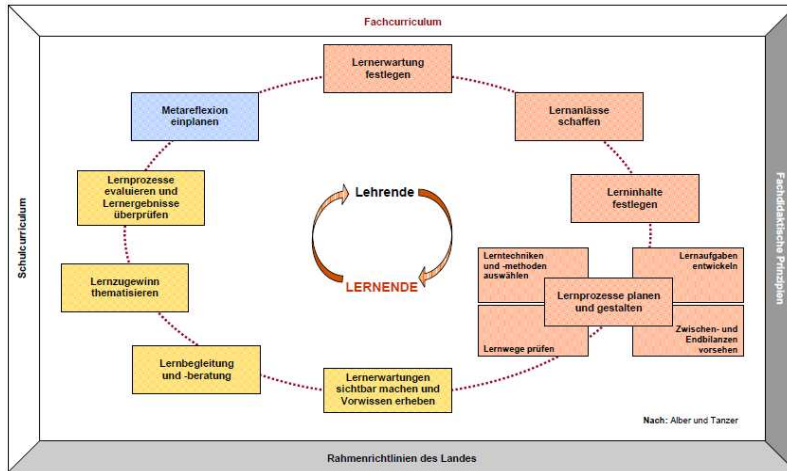 Fachcurriculum
Lernerwartung
festlegen
Metareflexion
einplanen
Lernanlässe
schaffen
Lernprozesse
evaluieren und
Lernergebnisse
überprüfen
Lehrende
LERNENDE
Lerninhalte
festlegen
Schulcurriculum
Fachdidaktische Prinzipien
Lerntechniken
und -methoden
auswählen
Lernaufgaben
entwickeln
Lernprozesse planen
und gestalten
Lernwege prüfen
Zwischen- und
Endbilanzen
vorsehen
Lernzugewinn
thematisieren
Lernbegleitung
und -beratung
Lernerwartungen
sichtbar machen und
Vorwissen erheben
Nach: Alber und Tanzer
Rahmenrichtlinien des Landes